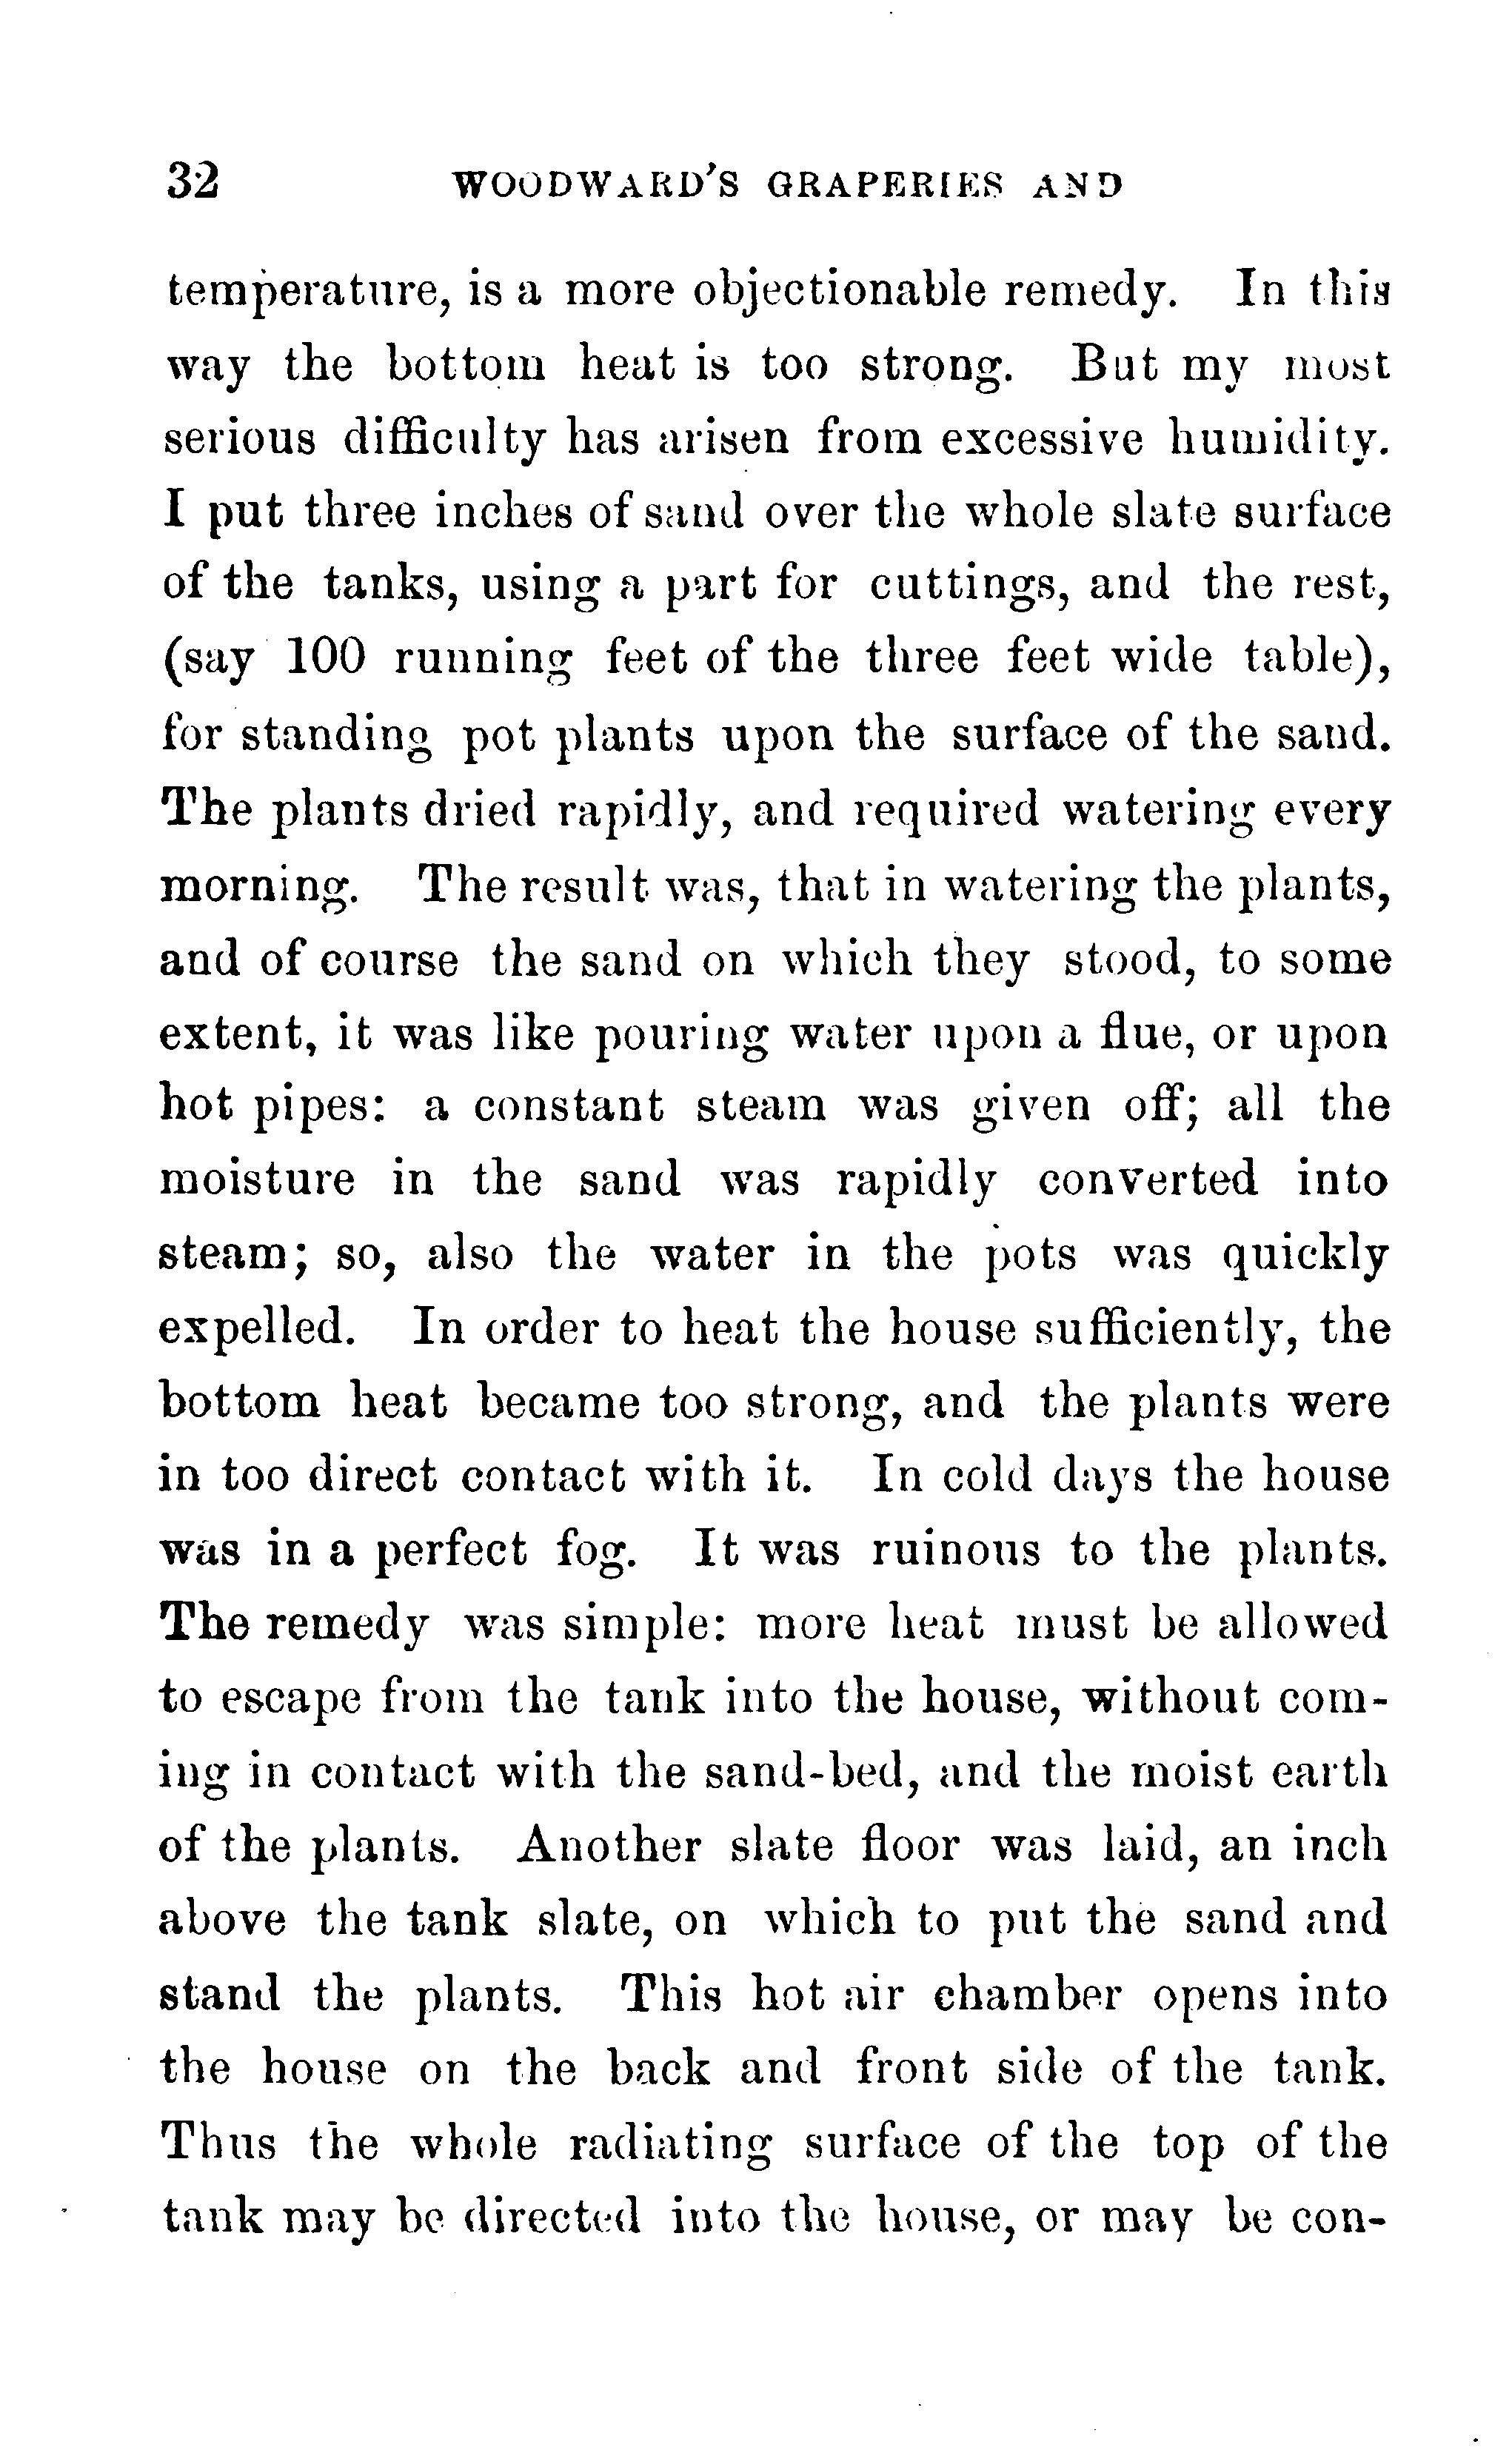 32 WOODWARD'S GRAPERIES AND
temperature, is a more objectionable remedy. In this
way the bottom heat is too strong. But my most
serious difficulty has arisen from excessive humidity.
I put three inches of sand over the whole slate surface
of the tanks, using a part for cuttings, and the rest,
(say 100 running feet of the three feet wide table),
for standing pot plants upon the surface of the sand.
The plants dried rapidly, and required watering every
morning. The result was, that in watering the plants,
and of course the sand on which they stood, to some
extent, it was like pouring water upon a flue, or upon
hot pipes: a constant steam was given off; all the
moisture in the sand was rapidly converted into
steam; so, also the water in the pots was quickly
expelled. In order to heat the house sufficiently, the
bottom heat became too strong, and the plants were
in too direct contact with it. In cold days the house
was in a perfect fog. It was ruinous to the plants.
The remedy was simple: more heat must be allowed
to escape from the tank into the house, without com-
ing in contact with the sand-bed, and the moist earth
of the plants. Another slate floor was laid, an inch
above the tank slate, on which to put the sand and
stand the plants. This hot air chamber opens into
the house on the back and front side of the tank.
Thus the whole radiating surface of the top of the
tank may be directed into the house, or may be con-